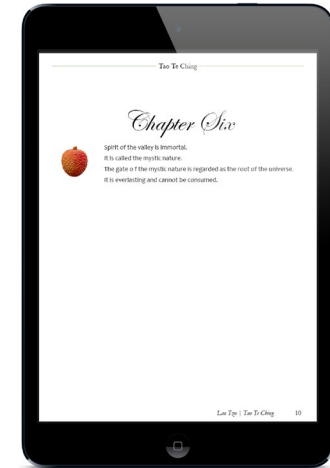 Tao Te Ching
Chapter Six
Spirit of the valley is immortal.
It is called the mystic nature.
The gate o f the mystic nature is regarded as the root of the universe.
It is everlasting and cannot be consumed.
Lao Tzu | Tao Te Ching 10